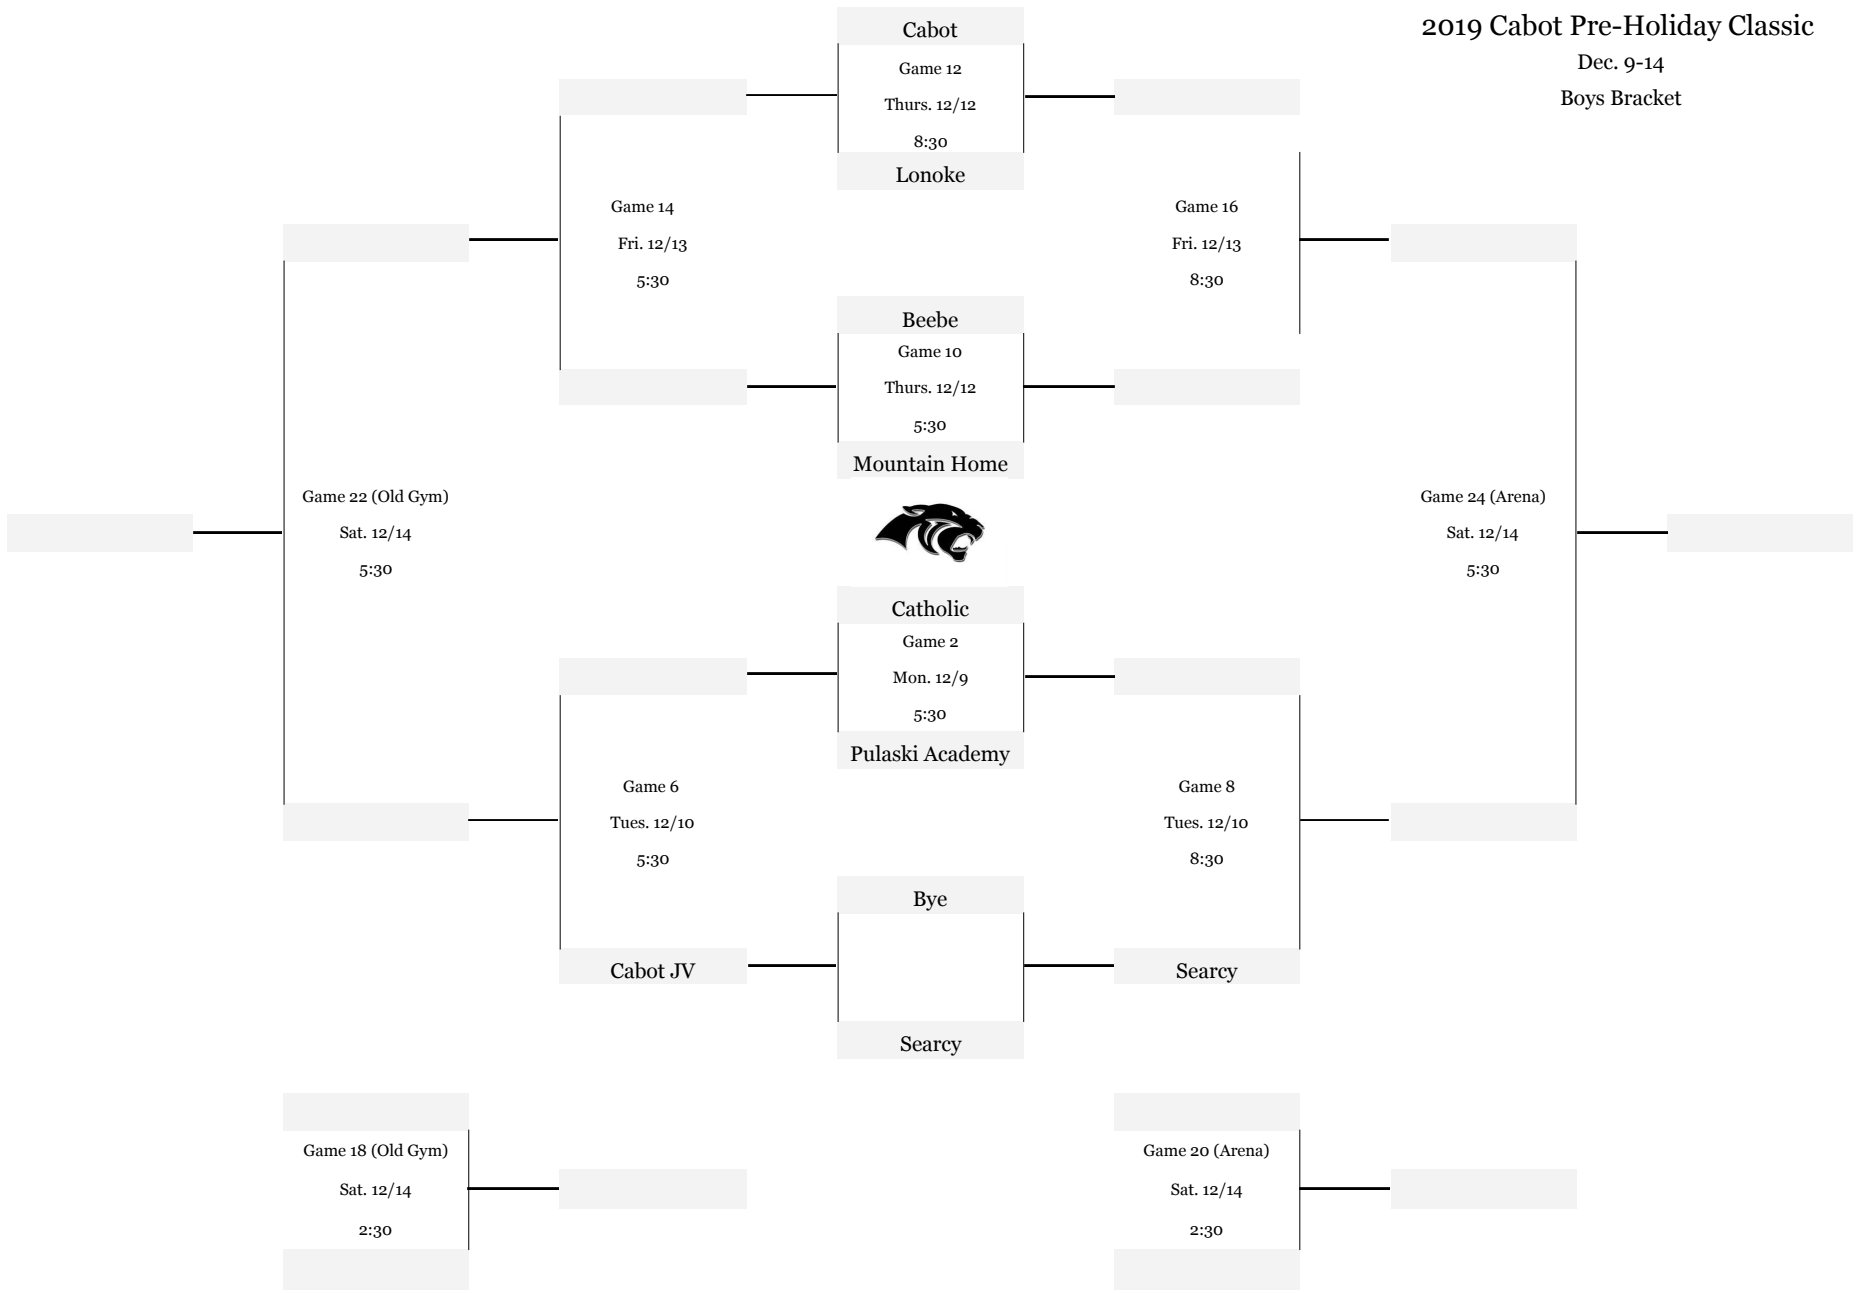 2019 Cabot Pre-Holiday Classic
Dec. 9-14
Boys Bracket
Cabot
Game 12
Thurs. 12/12
8:30
Lonoke
Game 14
Fri. 12/13
5:30
Game 16
Fri. 12/13
8:30
Beebe
Game 10
Thurs. 12/12
5:30
Mountain Home
Game 22 (Old Gym)
Sat. 12/14
5:30
Game 24 (Arena)
Sat. 12/14
5:30
Catholic
Game 2
Mon. 12/9
5:30
Pulaski Academy
Game 6
Tues. 12/10
5:30
Game 8
Tues. 12/10
8:30
Bye
Cabot JV
Searcy
Searcy
Game 18 (Old Gym)
Sat. 12/14
2:30
Game 20 (Arena)
Sat. 12/14
2:30